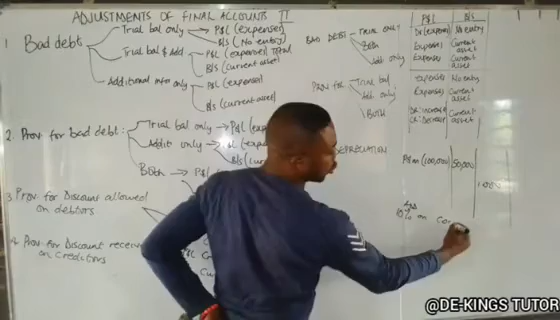 ADJUSTMENTS OF FINAL ACCOUNTS II
1 Bad debt
Trial bal only → P&L (expenses)
B/S (No entry)
Trial bal & Add → P&L (expenses) total
B/S (current asset)
Additional info only → P&L (expenses)
B/S (current asset)
2. Prov. for bad debt:
Trial bal only → P&L
Addit only
B/S
Both → P&L
3 Prov. for Discount allowed
on debtors
4. Prov. for Discount
on creditors
BAD DEBT
TRIAL ONLY
Both
Add only
PROV FOR
Trial bal
Add only
BOTH
DEPRECIATION
P&L B/S
Dr (expenses) No entry
Expenses Current asset
Expenses Current asset
expenses No entry
Expenses Current asset
DR-increase
CR-Decrease Current asset
P&M (100,000) 50,000
10% on
@DE-KINGS TUTOR